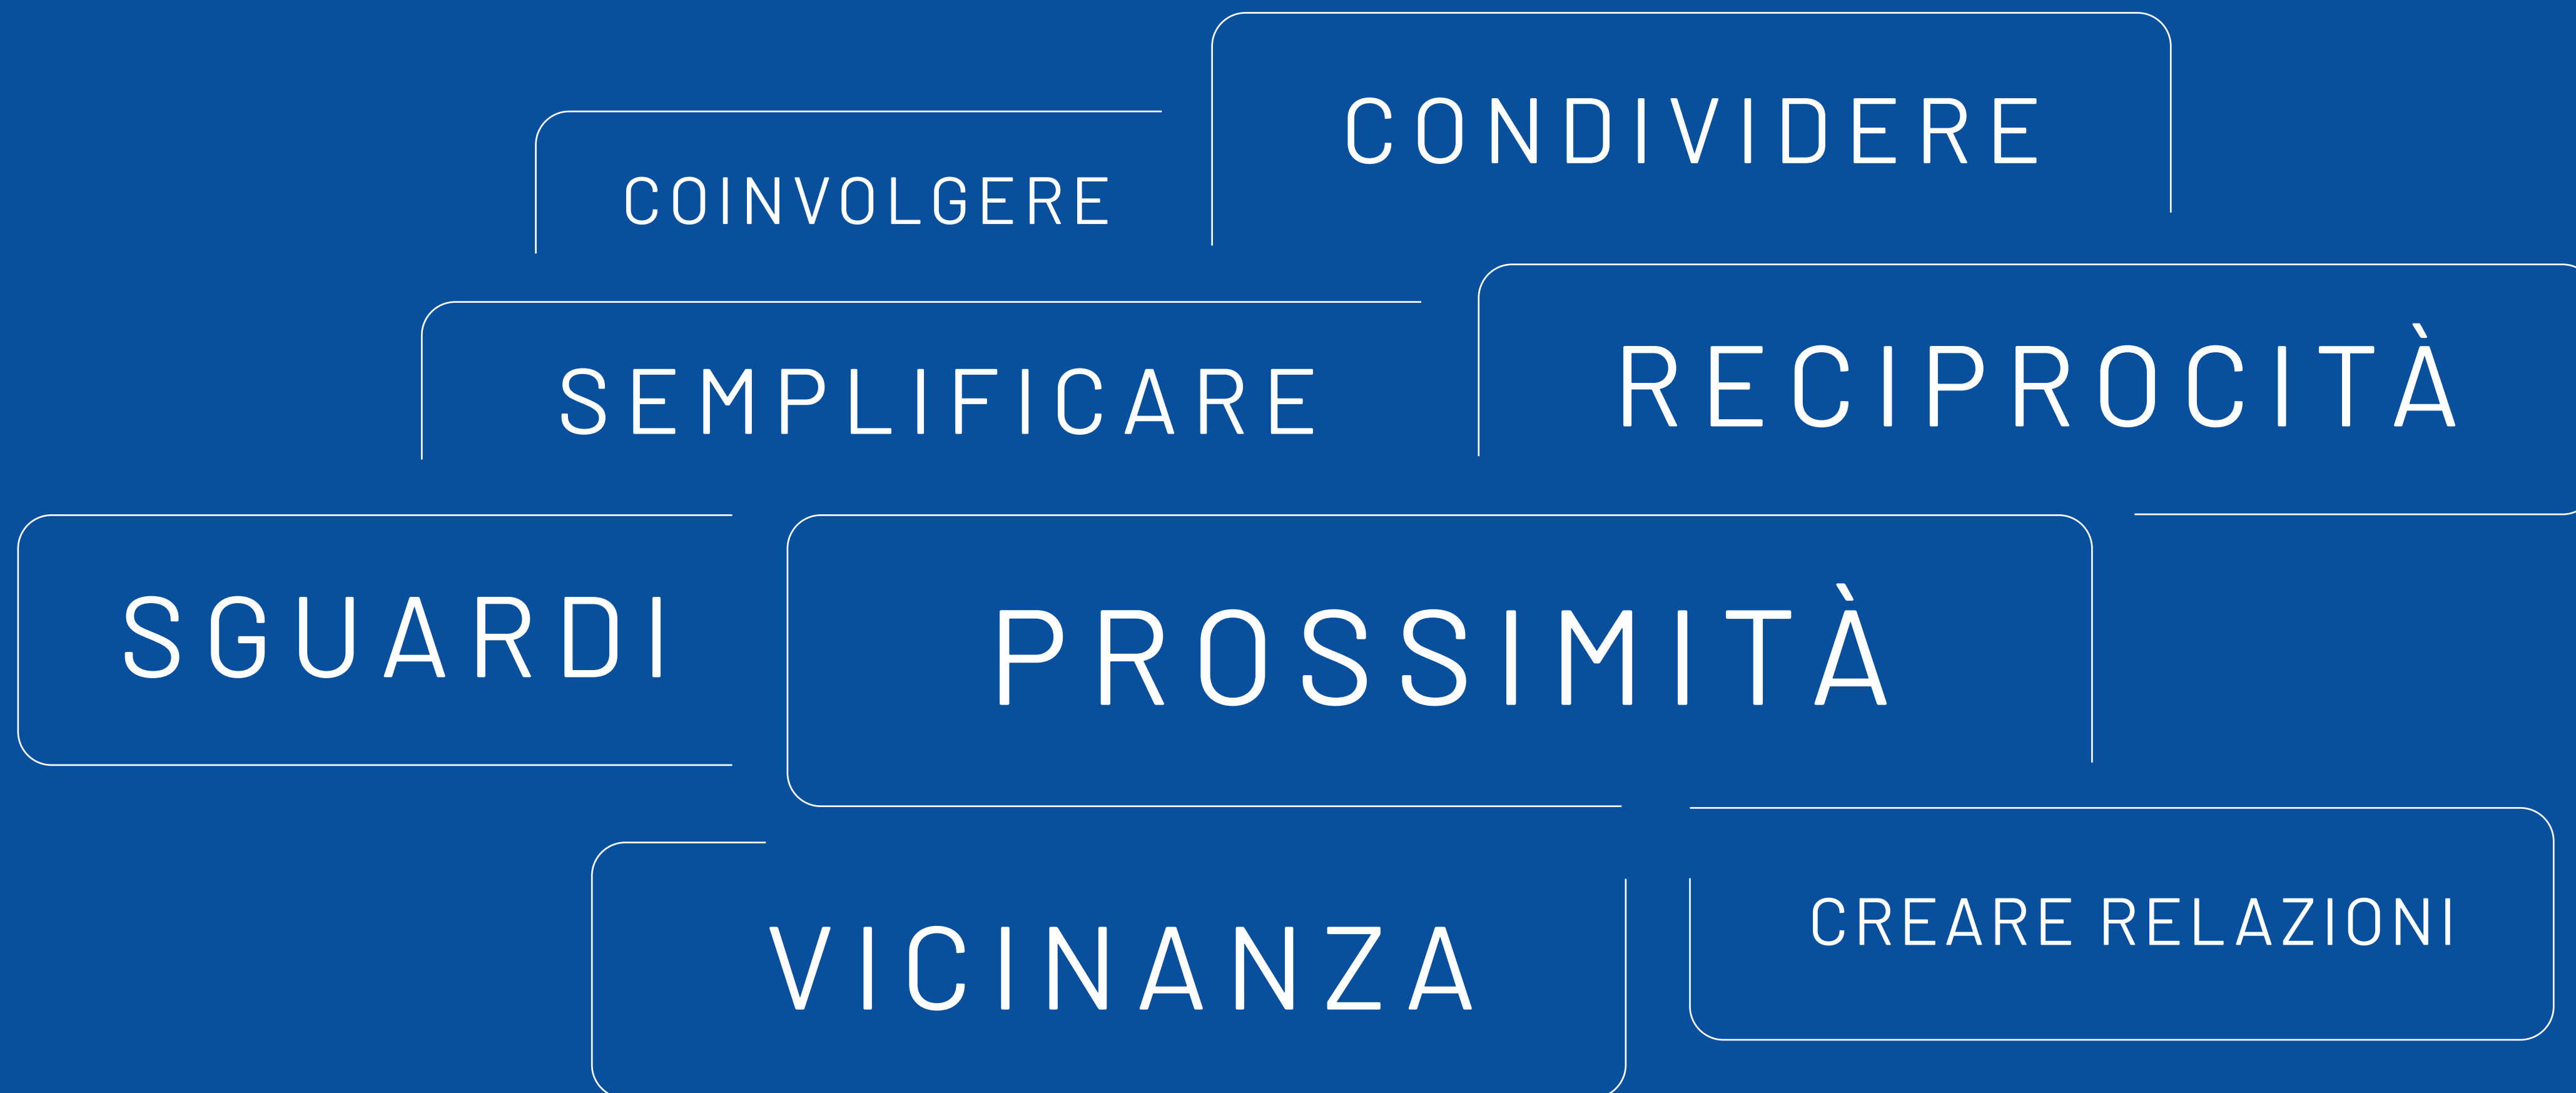 CONDIVIDERE
COINVOLGERE
SEMPLIFICARE
RECIPROCITÀ
SGUARDI
PROSSIMITÀ
VICINANZA
CREARE RELAZIONI